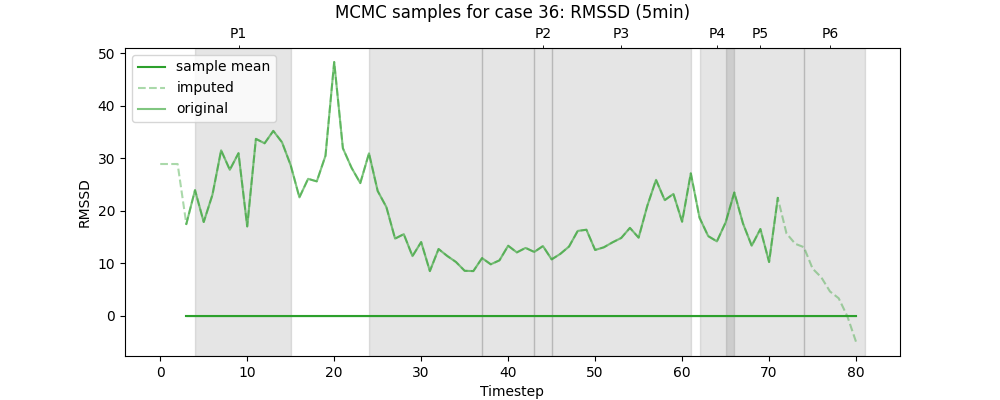 MCMC samples for case 36: RMSSD (5min)
P1 P2 P3 P4 P5 P6
sample mean
imputed
original
RMSSD
50
40
30
20
10
0
0 10 20 30 40 50 60 70 80
Timestep